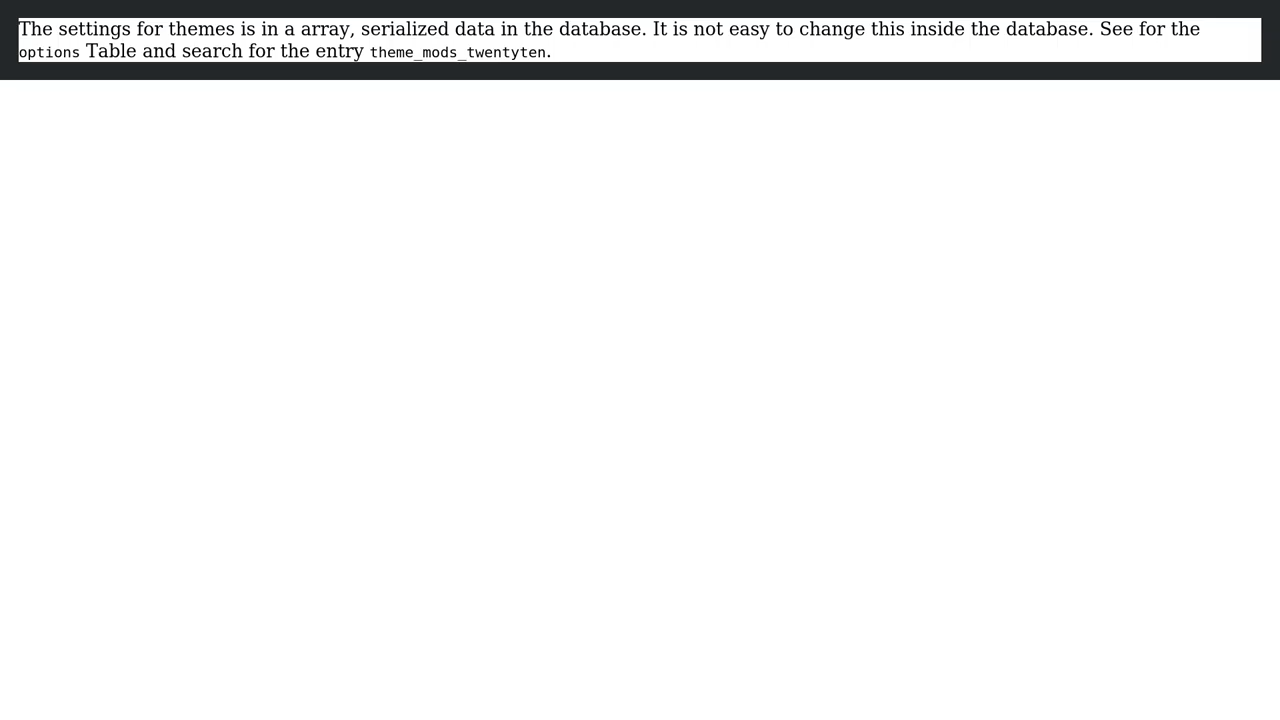 The settings for themes is in a array, serialized data in the database. It is not easy to change this inside the database. See for the
options Table and search for the entry theme_mods_twentyten.